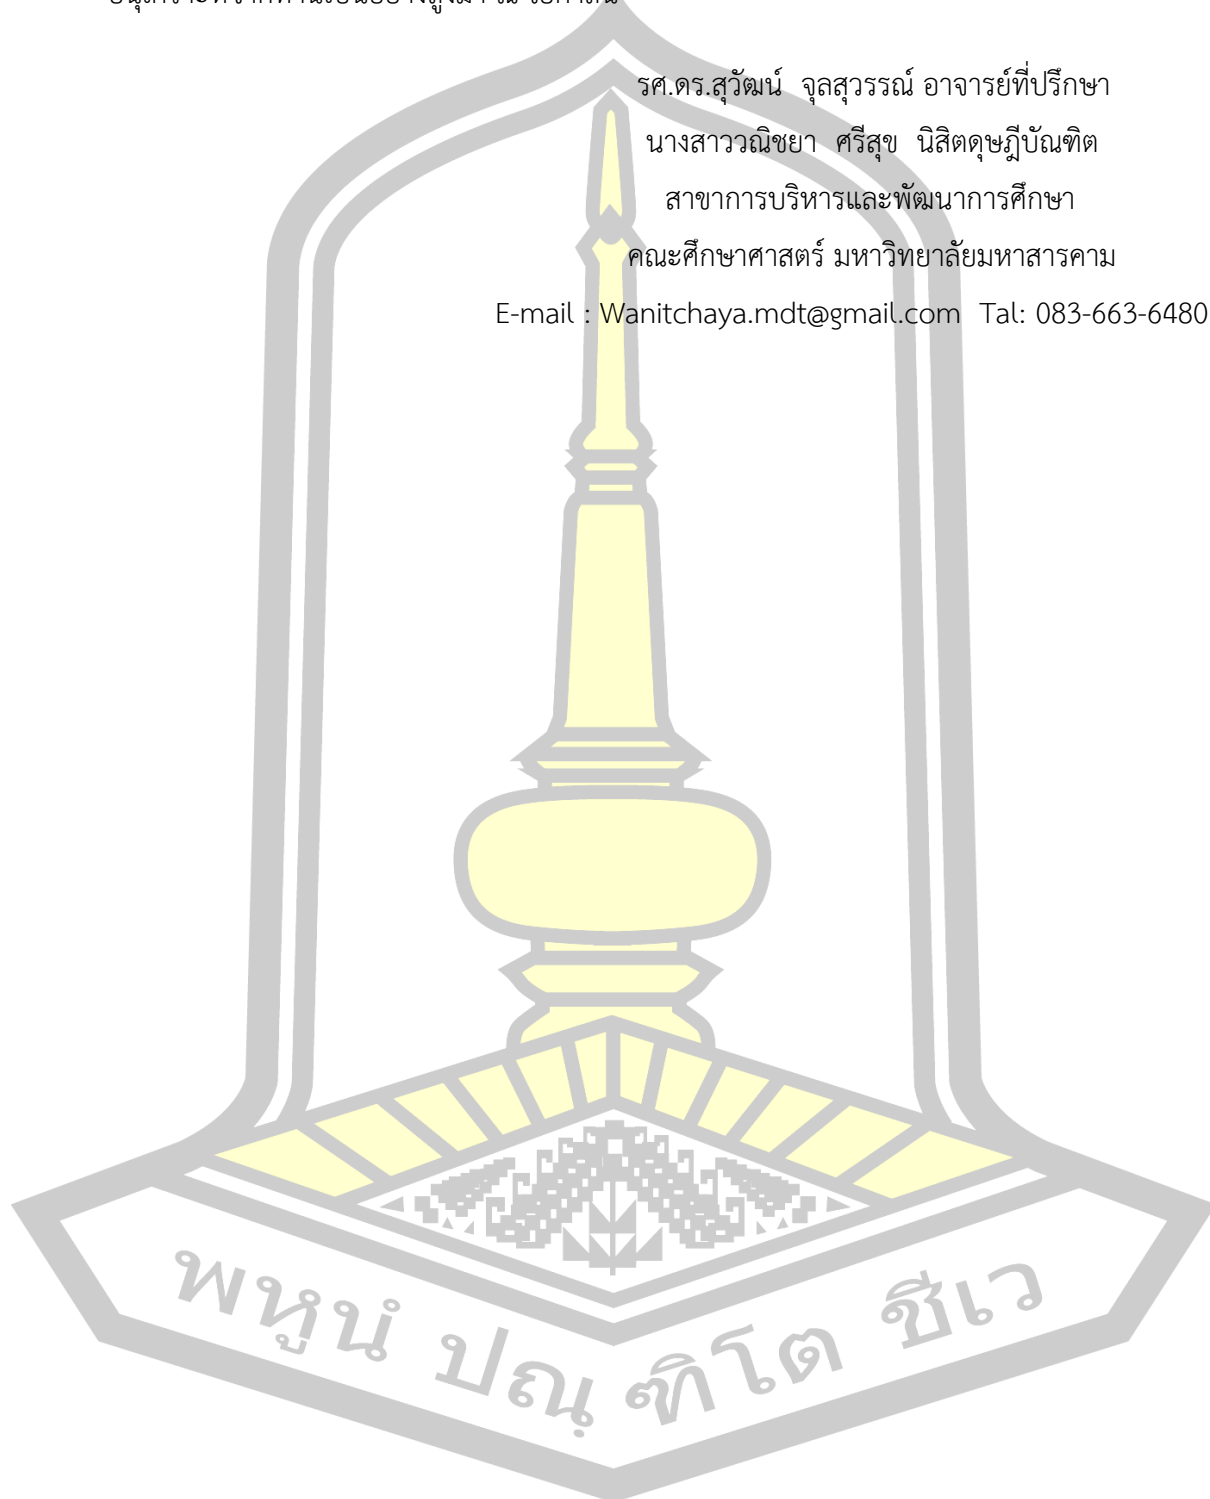 รศ.ดร.สุวัฒน์ จุลสุวรรณ์ อาจารย์ที่ปรึกษา
นางสาววณิชยา ศรีสุข นิสิตดุษฎีบัณฑิต
สาขาการบริหารและพัฒนาการศึกษา
คณะศึกษาศาสตร์ มหาวิทยาลัยมหาสารคาม
E-mail : Wanitchaya.mdt@gmail.com Tal: 083-663-6480
พหูนํ ปณฺฑิโต ชีเว